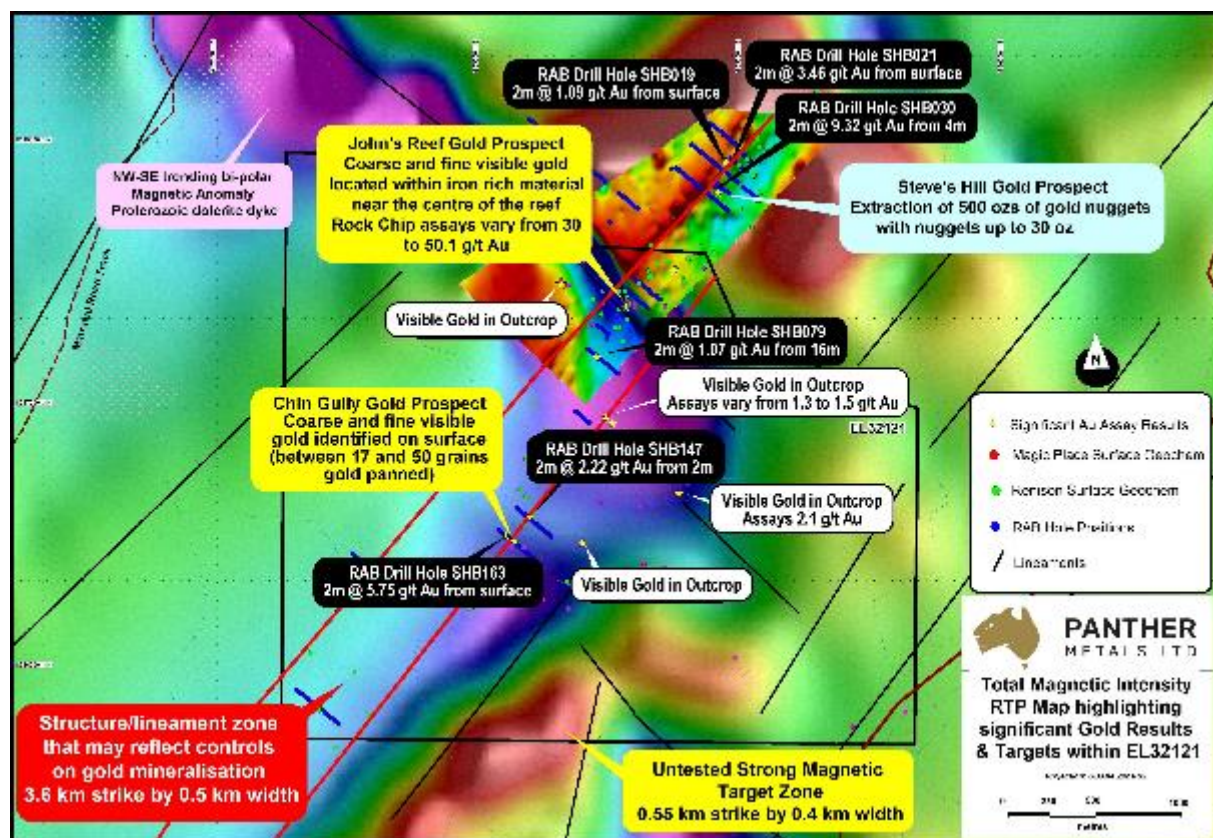 RAB Drill Hole SHB019
2m @ 1.09 g/t Au from surface
RAB Drill Hole SHB021
2m @ 3.46 g/t Au from surface
RAB Drill Hole SHB030
2m @ 9.32 g/t Au from 4m
John's Reef Gold Prospect
Coarse and fine visible gold
located within iron rich material
near the centre of the reef
Rock Chip assays vary from 30
to 50.1 g/t Au
NW-SE trending bi-polar
Magnetic Anomaly
Proterozoic dolerite dyke
Steve's Hill Gold Prospect
Extraction of 500 ozs of gold nuggets
with nuggets up to 30 oz
Visible Gold in Outcrop
RAB Drill Hole SHB079
2m @ 1.07 g/t Au from 16m
Visible Gold in Outcrop
Assays vary from 1.3 to 1.5 g/t Au
EL32121
Chin Gully Gold Prospect
Coarse and fine visible
gold identified on surface
(between 17 and 50 grains
gold panned)
RAB Drill Hole SHB147
2m @ 2.22 g/t Au from 2m
Visible Gold in Outcrop
Assays 2.1 g/t Au
RAB Drill Hole SHB163
2m @ 5.75 g/t Au from surface
Visible Gold in Outcrop
N
Significant Au Assay Results
Magic Place Surface Geochem
Renison Surface Geochem
RAB Hole Positions
Lineaments
PANTHER
METALS LTD
Total Magnetic Intensity
RTP Map highlighting
significant Gold Results
& Targets within EL32121
0 250 500 1000
metres
Structure/lineament zone
that may reflect controls
on gold mineralisation
3.6 km strike by 0.5 km width
Untested Strong Magnetic
Target Zone
0.55 km strike by 0.4 km width